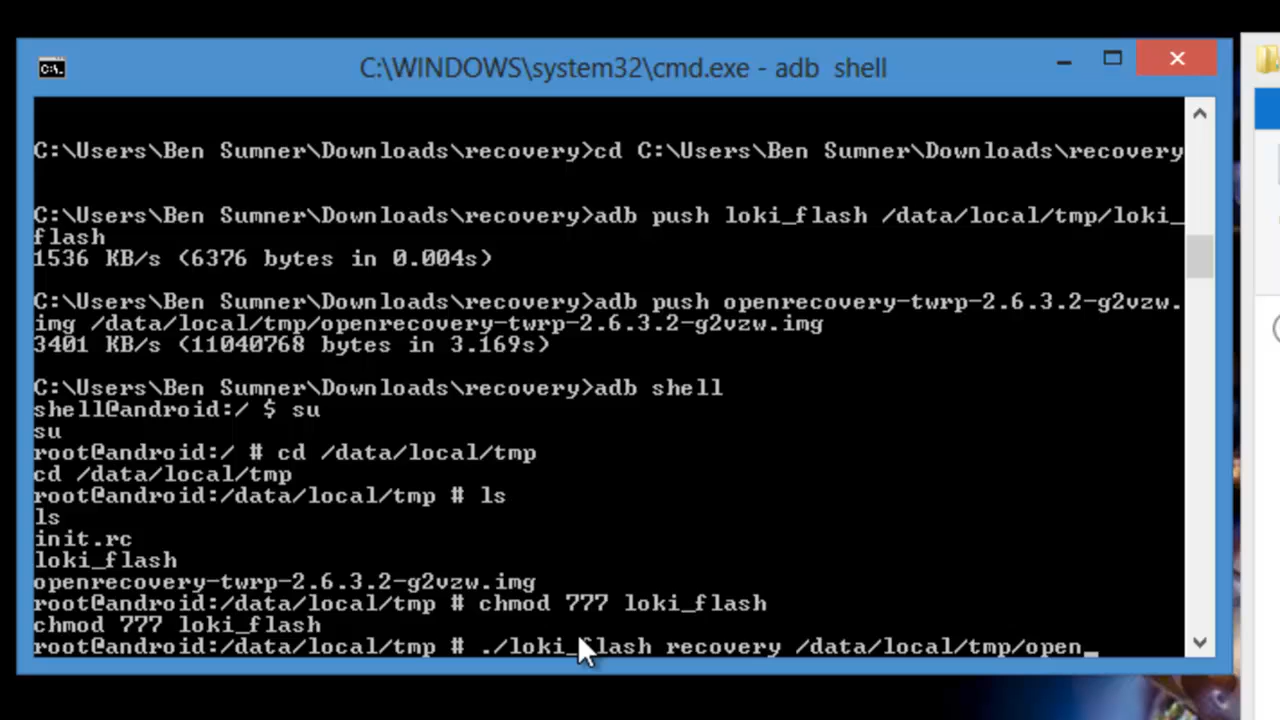 C:\WINDOWS\system32\cmd.exe - adb  shell
C:\Users\Ben Sumner\Downloads\recovery>cd C:\Users\Ben Sumner\Downloads\recovery
C:\Users\Ben Sumner\Downloads\recovery>adb push loki_flash /data/local/tmp/loki_
flash
1536 KB/s (6376 bytes in 0.004s)
C:\Users\Ben Sumner\Downloads\recovery>adb push openrecovery-twrp-2.6.3.2-g2vzw.
img /data/local/tmp/openrecovery-twrp-2.6.3.2-g2vzw.img
3401 KB/s (11040768 bytes in 3.169s)
C:\Users\Ben Sumner\Downloads\recovery>adb shell
shell@android:/ $ su
su
root@android:/ # cd /data/local/tmp
cd /data/local/tmp
root@android:/data/local/tmp # ls
ls
init.rc
loki_flash
openrecovery-twrp-2.6.3.2-g2vzw.img
root@android:/data/local/tmp # chmod 777 loki_flash
chmod 777 loki_flash
root@android:/data/local/tmp # ./loki_flash recovery /data/local/tmp/open_